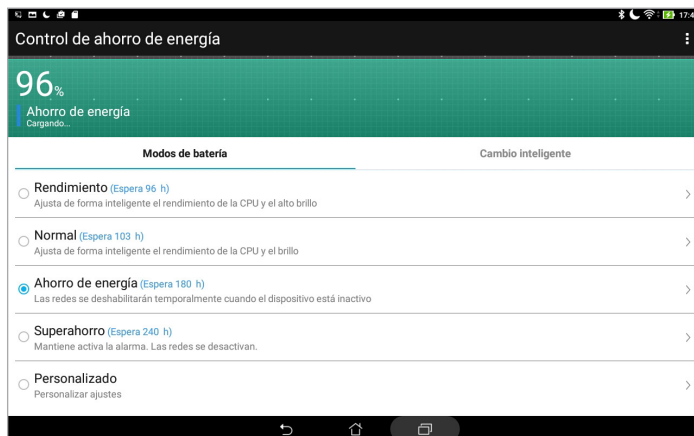 17:4
Control de ahorro de energía
96%
Ahorro de energía
Cargando...
Modos de batería
Cambio inteligente
Rendimiento (Espera 96 h)
Ajusta de forma inteligente el rendimiento de la CPU y el alto brillo
Normal (Espera 103 h)
Ajusta de forma inteligente el rendimiento de la CPU y el brillo
Ahorro de energía (Espera 180 h)
Las redes se deshabilitarán temporalmente cuando el dispositivo está inactivo
Superahorro (Espera 240 h)
Mantiene activa la alarma. Las redes se desactivan.
Personalizado
Personalizar ajustes